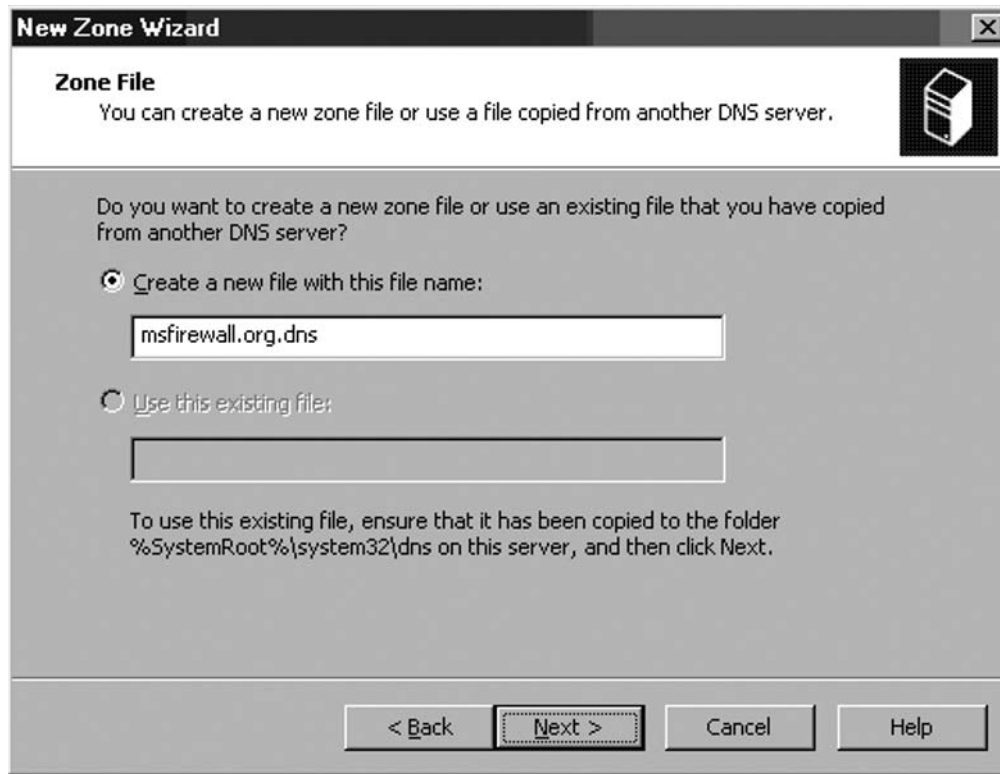 New Zone Wizard
Zone File
You can create a new zone file or use a file copied from another DNS server.
Do you want to create a new zone file or use an existing file that you have copied
from another DNS server?
Create a new file with this file name:
msfirewall.org.dns
Use this existing file:
To use this existing file, ensure that it has been copied to the folder
%SystemRoot%\system32\dns on this server, and then click Next.
< Back Next > Cancel Help